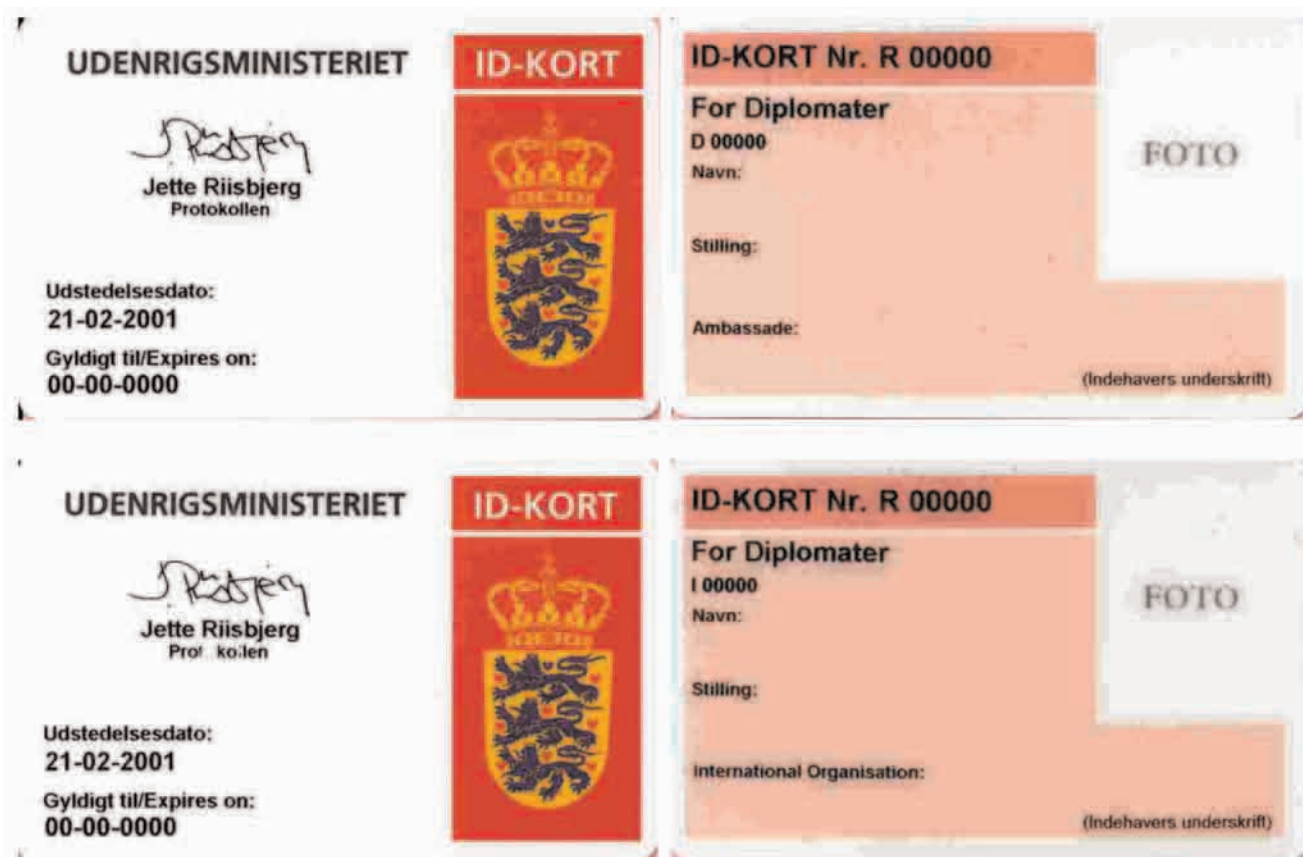 UDENRIGSMINISTERIET
ID-KORT
Jette Riisbjerg
Protokollen
Udstedelsesdato:
21-02-2001
Gyldigt til/Expires on:
00-00-0000
ID-KORT Nr. R 00000
For Diplomater
D 00000
Navn:
FOTO
Stilling:
Ambassade:
(Indehavers underskrift)
UDENRIGSMINISTERIET
ID-KORT
Jette Riisbjerg
Prot kollen
Udstedelsesdato:
21-02-2001
Gyldigt til/Expires on:
00-00-0000
ID-KORT Nr. R 00000
For Diplomater
I 00000
Navn:
FOTO
Stilling:
International Organisation:
(Indehavers underskrift)